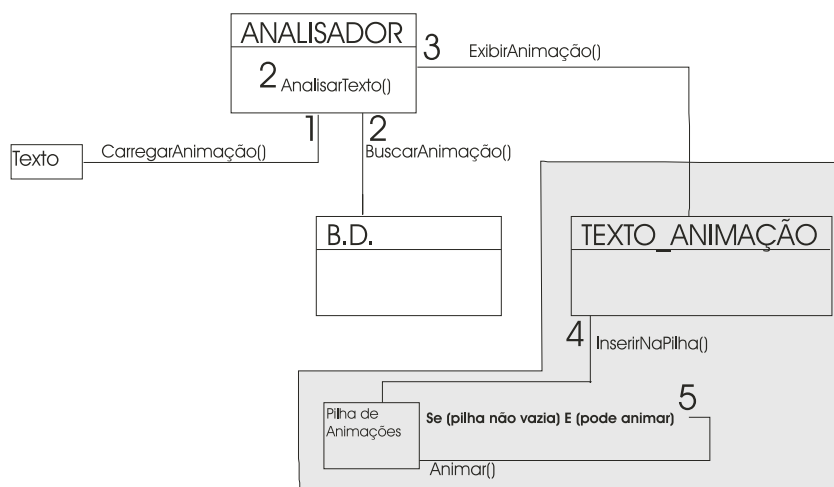 ANALISADOR
3
ExibirAnimação()
2 AnalisarTexto()
1
2
Texto
CarregarAnimação()
BuscarAnimação()
B.D.
TEXTO_ANIMAÇÃO
4
InserirNaPilha()
Pilha de
Animações
Se (pilha não vazia) E (pode animar)
5
Animar()